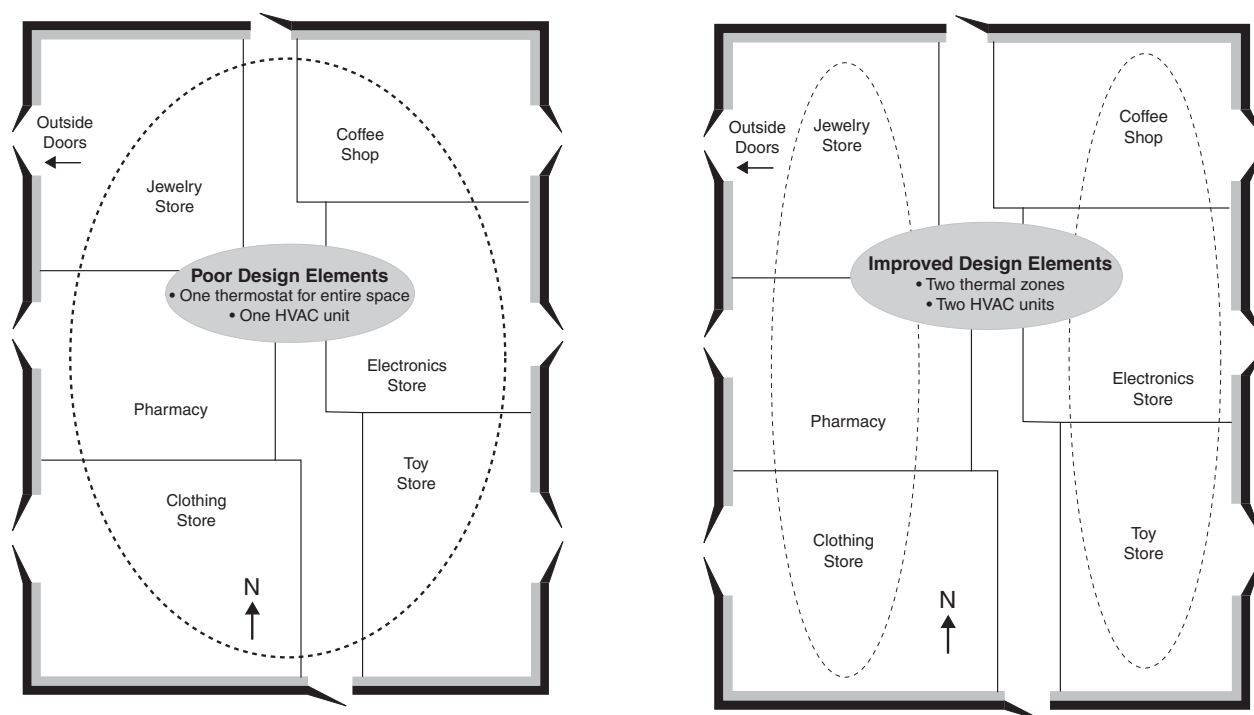 Outside
Doors
Coffee
Shop
Jewelry
Store
Poor Design Elements
• One thermostat for entire space
• One HVAC unit
Electronics
Store
Pharmacy
Toy
Store
Clothing
Store
N
Outside
Doors
Jewelry
Store
Coffee
Shop
Improved Design Elements
• Two thermal zones
• Two HVAC units
Electronics
Store
Pharmacy
Clothing
Store
Toy
Store
N